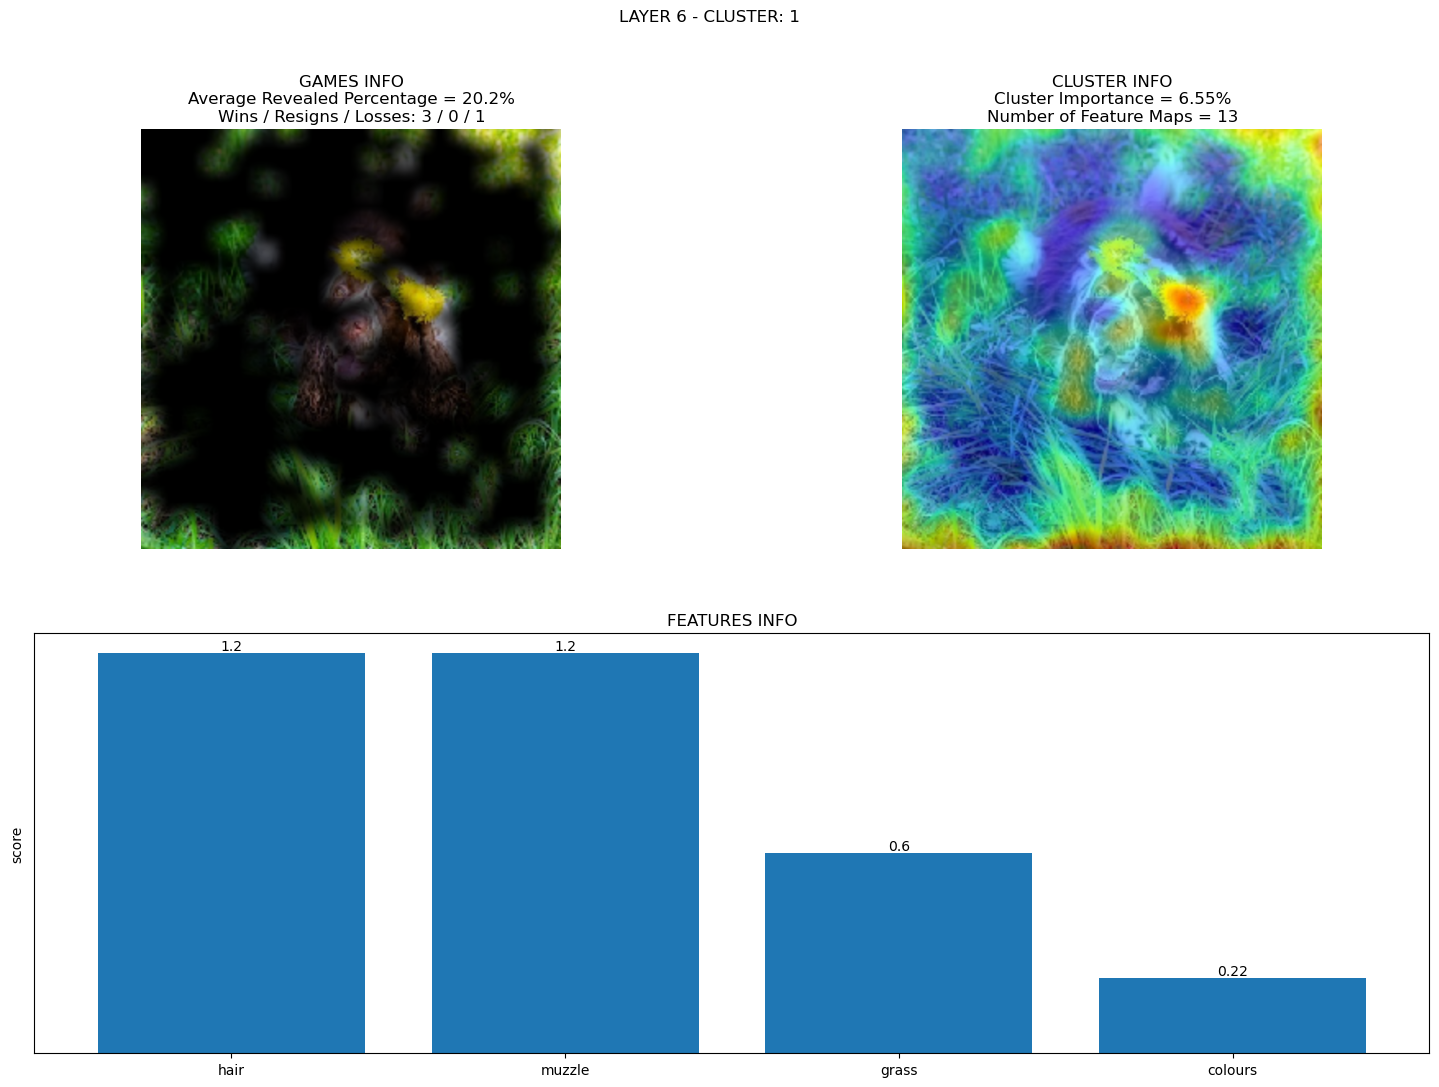 LAYER 6 - CLUSTER: 1
GAMES INFO
Average Revealed Percentage = 20.2%
Wins / Resigns / Losses: 3 / 0 / 1
CLUSTER INFO
Cluster Importance = 6.55%
Number of Feature Maps = 13
FEATURES INFO
score
1.2
1.2
0.6
0.22
hair
muzzle
grass
colours